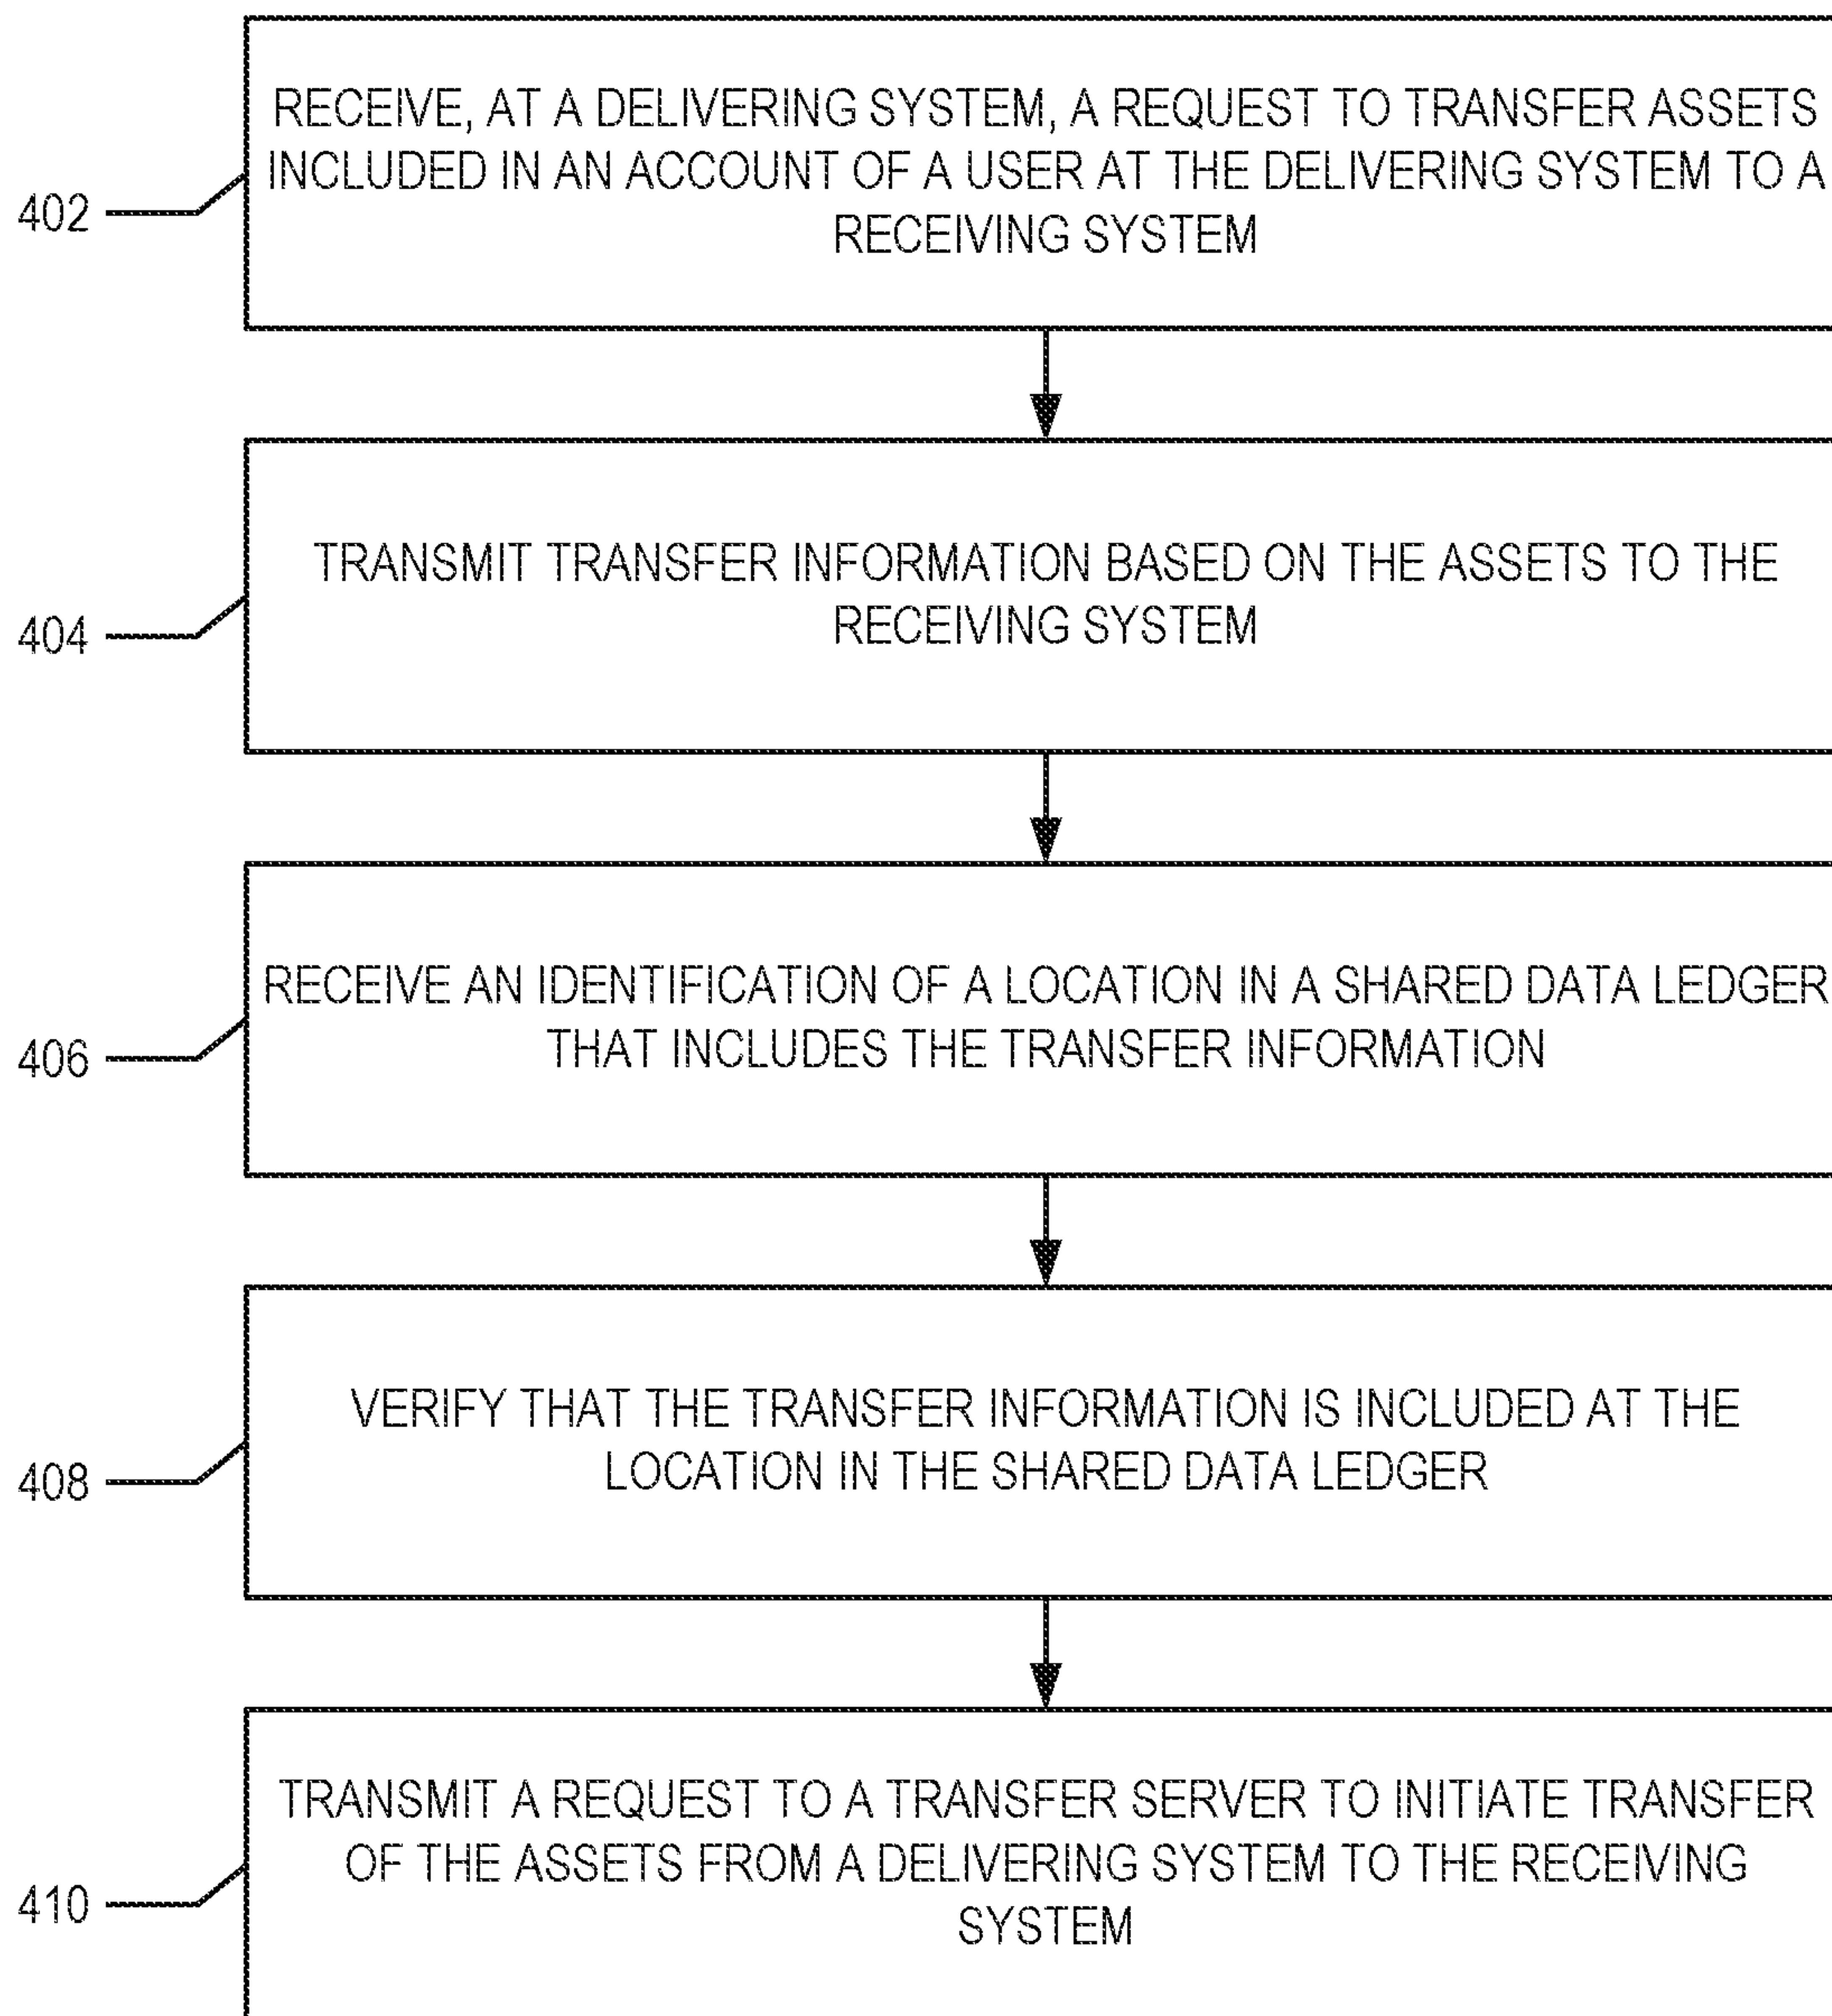 RECEIVE, AT A DELIVERING SYSTEM, A REQUEST TO TRANSFER ASSETS
INCLUDED IN AN ACCOUNT OF A USER AT THE DELIVERING SYSTEM TO A
RECEIVING SYSTEM
402
TRANSMIT TRANSFER INFORMATION BASED ON THE ASSETS TO THE
RECEIVING SYSTEM
404
RECEIVE AN IDENTIFICATION OF A LOCATION IN A SHARED DATA LEDGER
THAT INCLUDES THE TRANSFER INFORMATION
406
VERIFY THAT THE TRANSFER INFORMATION IS INCLUDED AT THE
LOCATION IN THE SHARED DATA LEDGER
408
TRANSMIT A REQUEST TO A TRANSFER SERVER TO INITIATE TRANSFER
OF THE ASSETS FROM A DELIVERING SYSTEM TO THE RECEIVING
SYSTEM
410